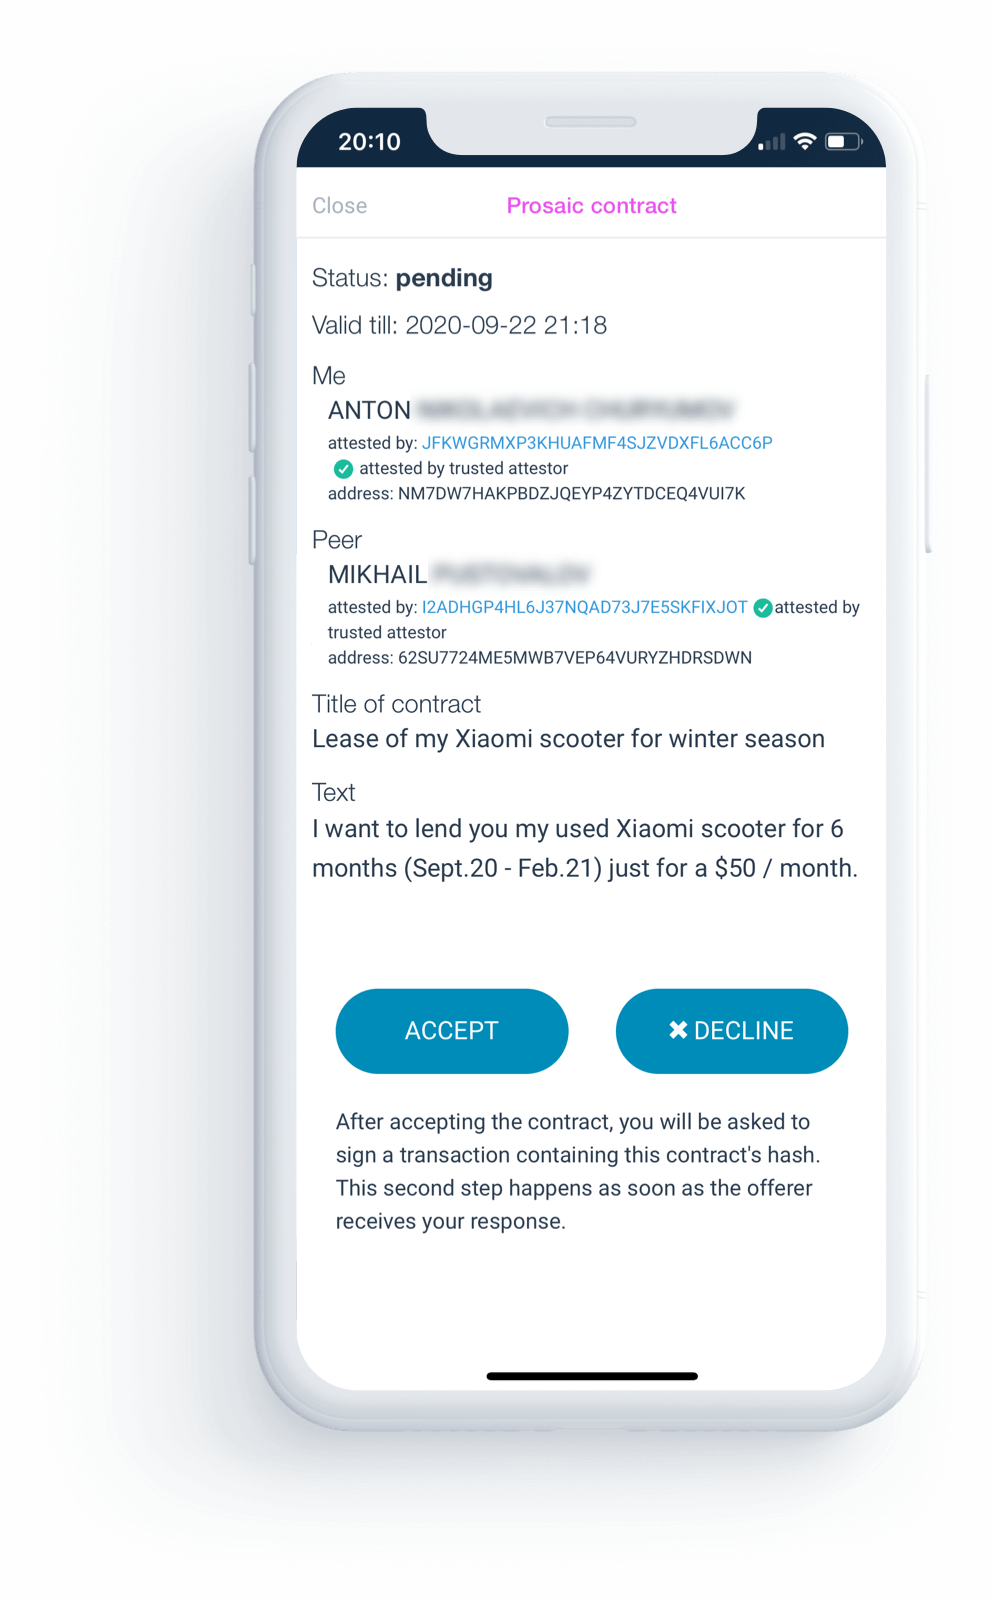 20:10
Close
Prosaic contract
Status: pending
Valid till: 2020-09-22 21:18
Me
ANTON
attested by: JFKWGRMXP3KHUAFMF4SJZVDXFL6ACC6P
attested by trusted attestor
address: NM7DW7HAKPBDZJQEYP4ZYTDCEQ4VUI7K
Peer
MIKHAIL
attested by: I2ADHGP4HL6J37NQAD73J7E5SKFIXJOT attested by
trusted attestor
address: 62SU7724ME5MWB7VEP64VURYZHDRSDWN
Title of contract
Lease of my Xiaomi scooter for winter season
Text
I want to lend you my used Xiaomi scooter for 6
months (Sept.20 - Feb.21) just for a $50 / month.
ACCEPT
✖ DECLINE
After accepting the contract, you will be asked to
sign a transaction containing this contract's hash.
This second step happens as soon as the offerer
receives your response.